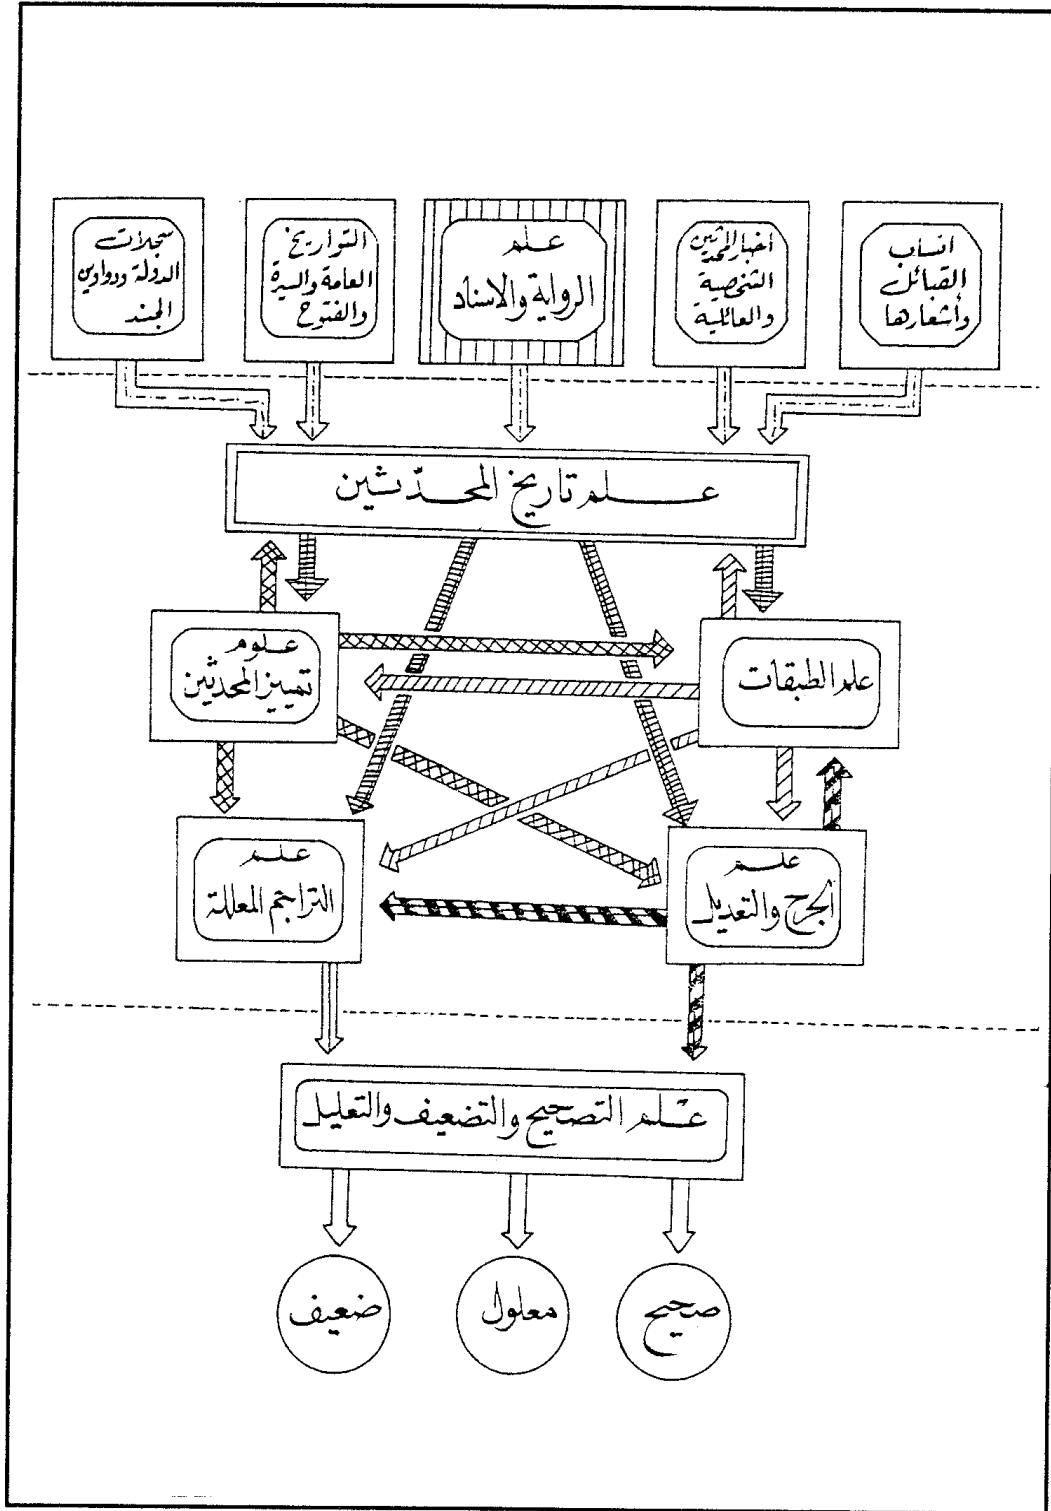 انساب
القبائل
وأشعارها
اخبار المحدثين
الشخصية
والعائلية
علم
الرواية والاسناد
التواريخ
العامة والسيرة
والفتوح
سجلات
الدولة ودواوين
الجند
علم تاريخ المحدّثين
علم الطبقات
علوم
تمييز المحدثين
علم
الجرح والتعديل
علم
التراجم المعللة
علم التصحيح والتضعيف والتعليل
صحيح
معلول
ضعيف